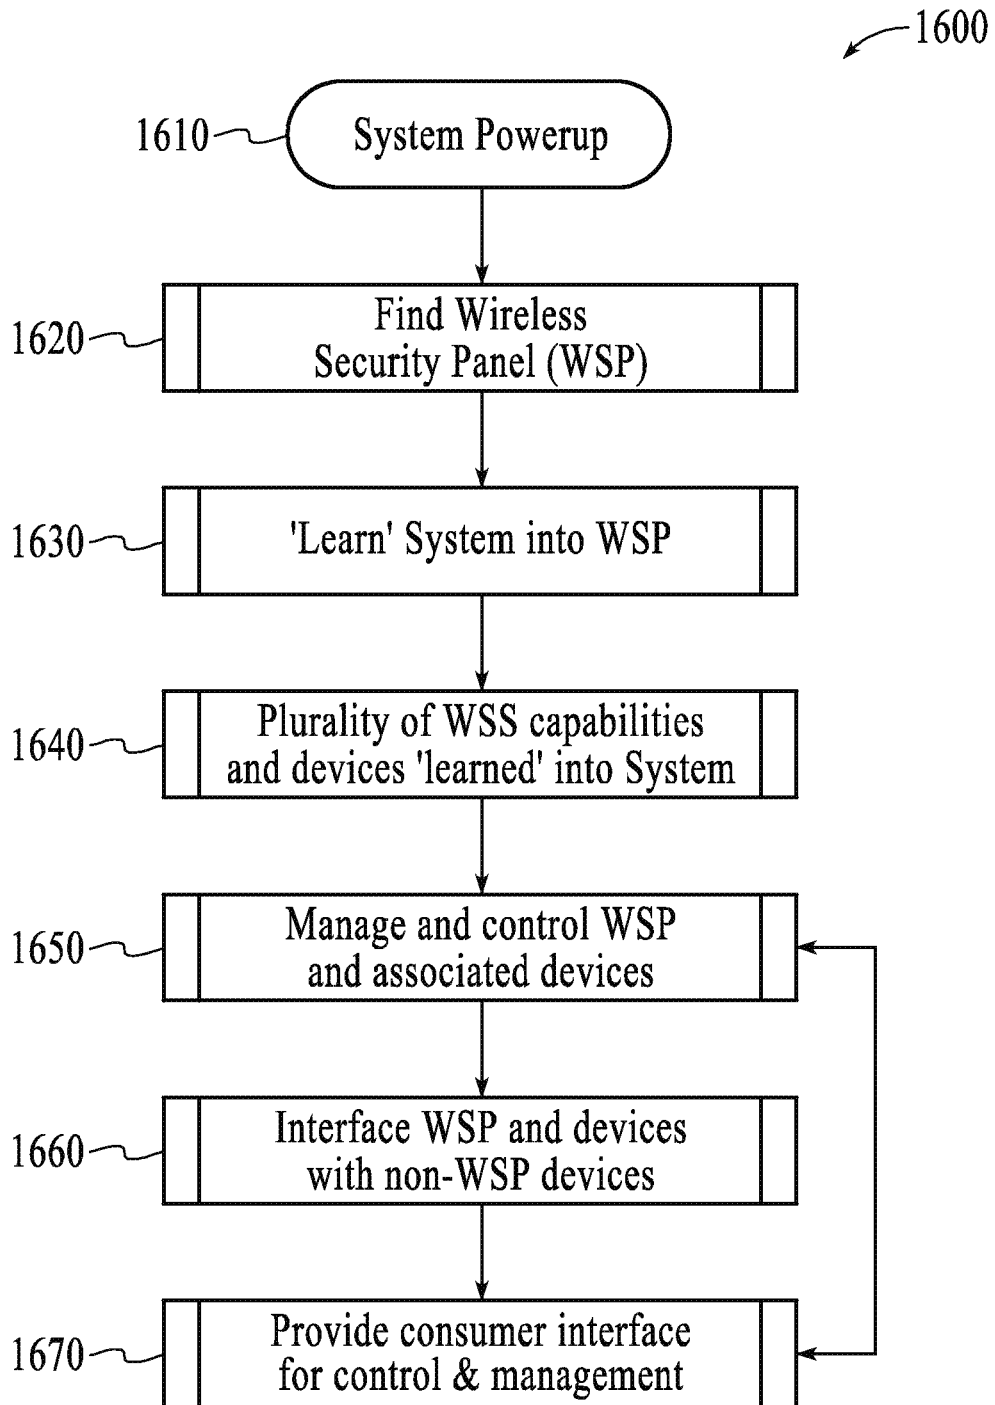 1600
1610
System Powerup
1620
Find Wireless
Security Panel (WSP)
1630
'Learn' System into WSP
1640
Plurality of WSS capabilities
and devices 'learned' into System
1650
Manage and control WSP
and associated devices
1660
Interface WSP and devices
with non-WSP devices
1670
Provide consumer interface
for control & management